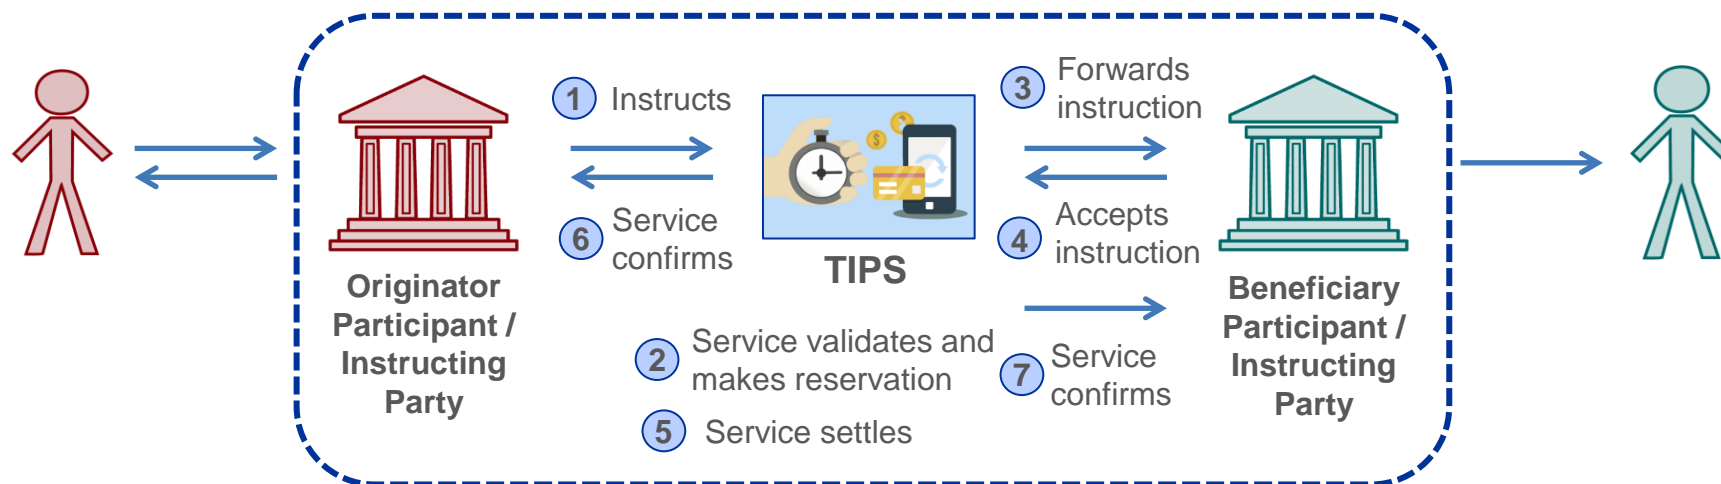 1 Instructs
6 Service
confirms
Originator
Participant /
Instructing
Party
TIPS
2 Service validates and
makes reservation
5 Service settles
3 Forwards
instruction
4 Accepts
instruction
7 Service
confirms
Beneficiary
Participant /
Instructing
Party
$
$